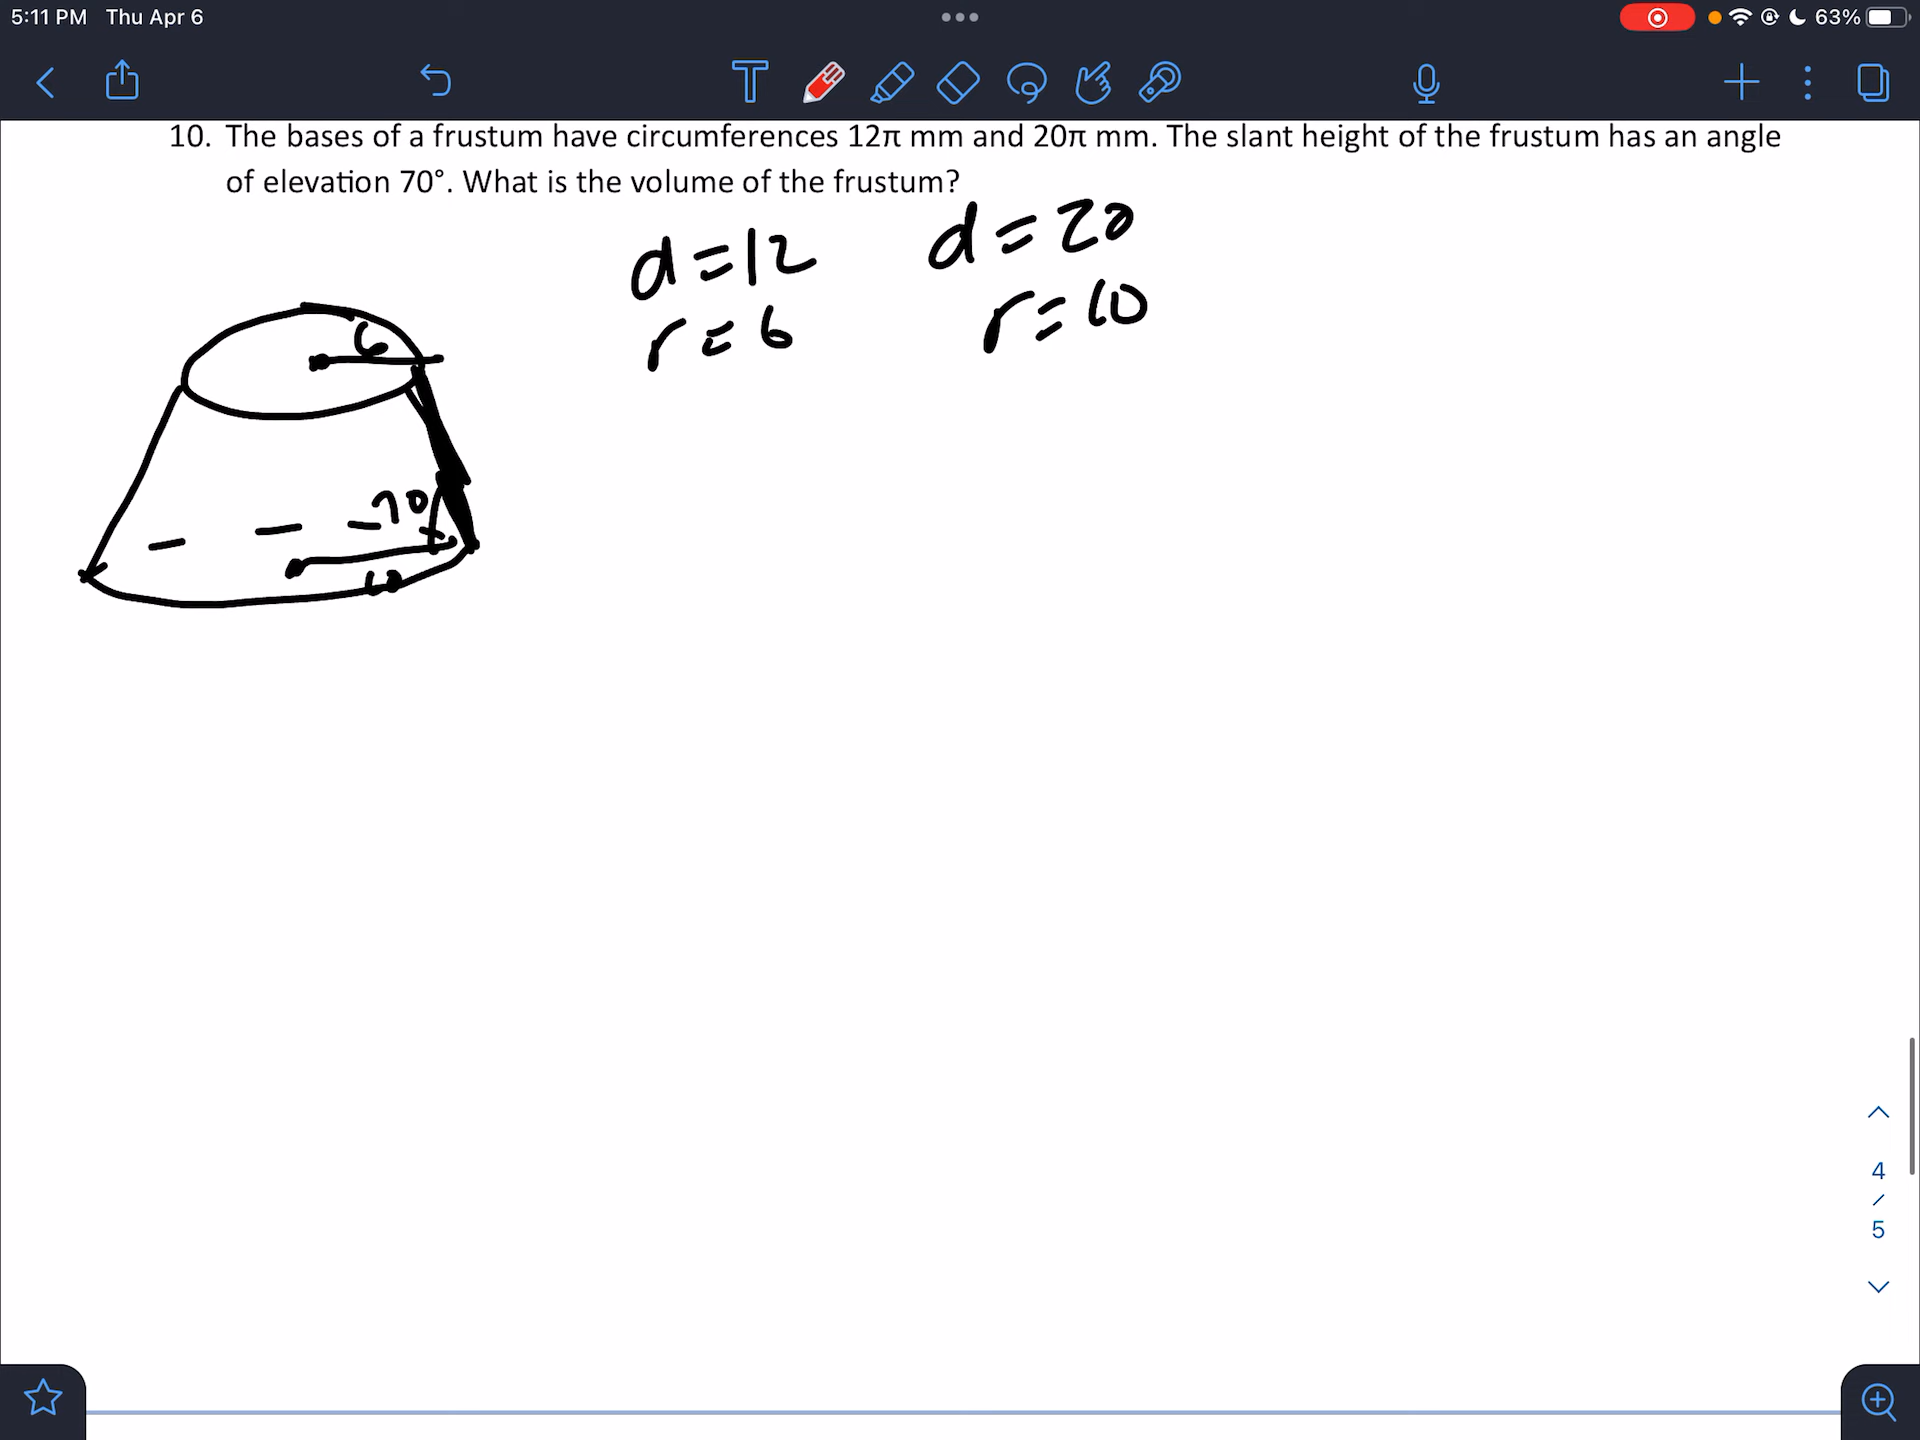 5:11 PM Thu Apr 6
63%
T
10. The bases of a frustum have circumferences 12π mm and 20π mm. The slant height of the frustum has an angle
of elevation 70°. What is the volume of the frustum?
d=12 d=20
r=6 r=10
6
70
10
4
/
5